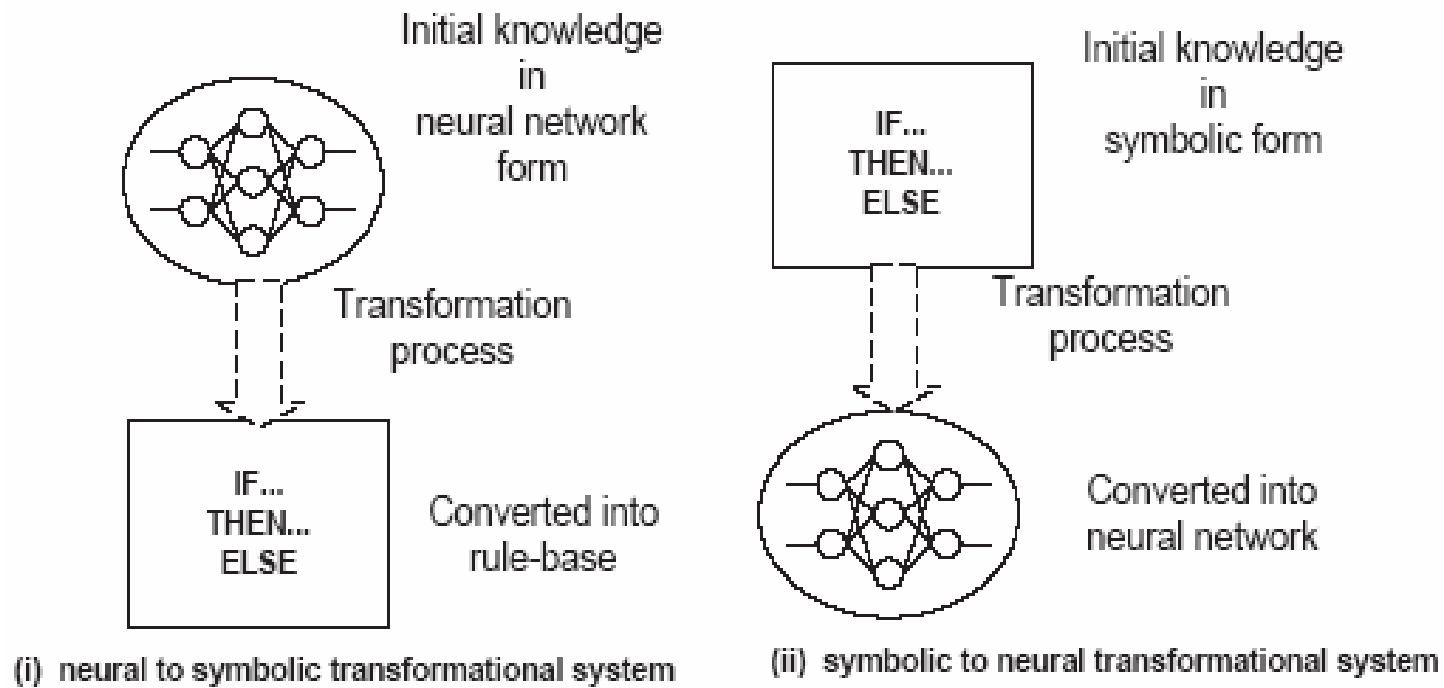 Initial knowledge
in
neural network
form
Transformation
process
IF...
THEN...
ELSE
Converted into
rule-base
(i) neural to symbolic transformational system
IF...
THEN...
ELSE
Initial knowledge
in
symbolic form
Transformation
process
Converted into
neural network
(ii) symbolic to neural transformational system